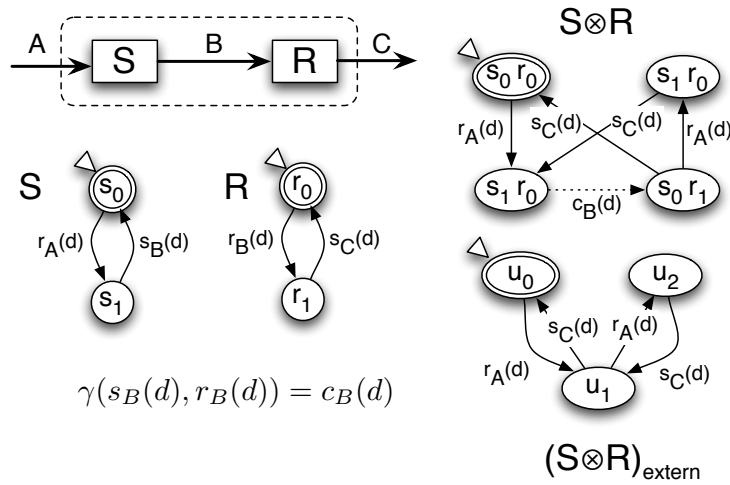 A
B
C
S
R
S
s0
rA(d)
sB(d)
s1
R
r0
rB(d)
sC(d)
r1
γ(sB(d), rB(d)) = cB(d)
S⊗R
s0 r0
s1 r0
rA(d)
sC(d)
sC(d)
rA(d)
s1 r0
cB(d)
s0 r1
u0
u2
sC(d)
rA(d)
rA(d)
sC(d)
u1
(S⊗R)extern